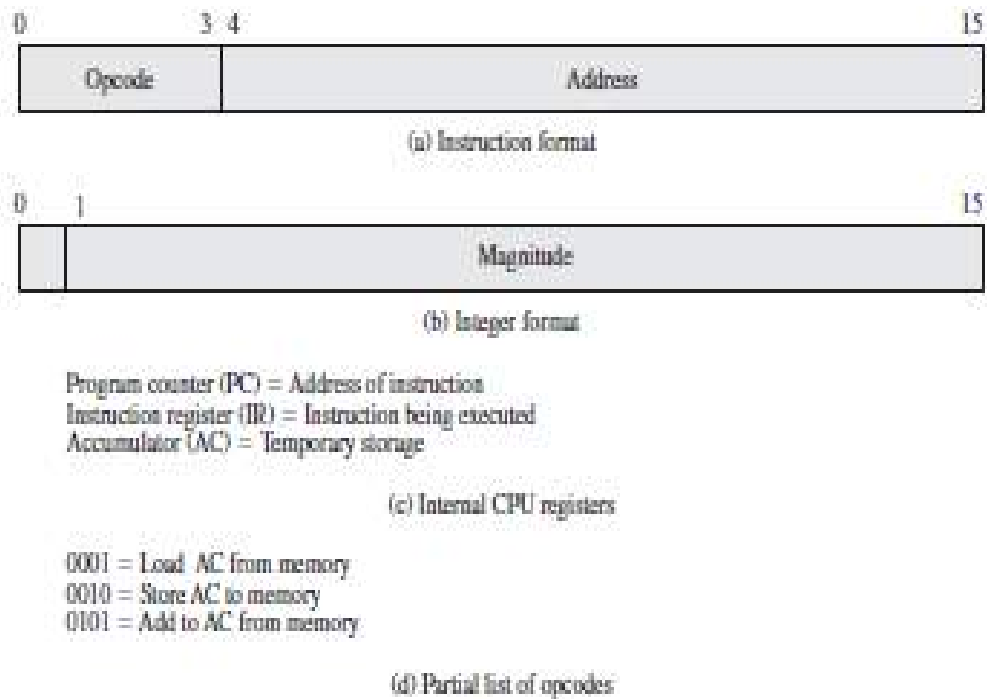 0 3 4 15
Opcode Address
(a) Instruction format
0 1 15
Magnitude
(b) Integer format
Program counter (PC) = Address of instruction
Instruction register (IR) = Instruction being executed
Accumulator (AC) = Temporary storage
(c) Internal CPU registers
0001 = Load AC from memory
0010 = Store AC to memory
0101 = Add to AC from memory
(d) Partial list of opcodes